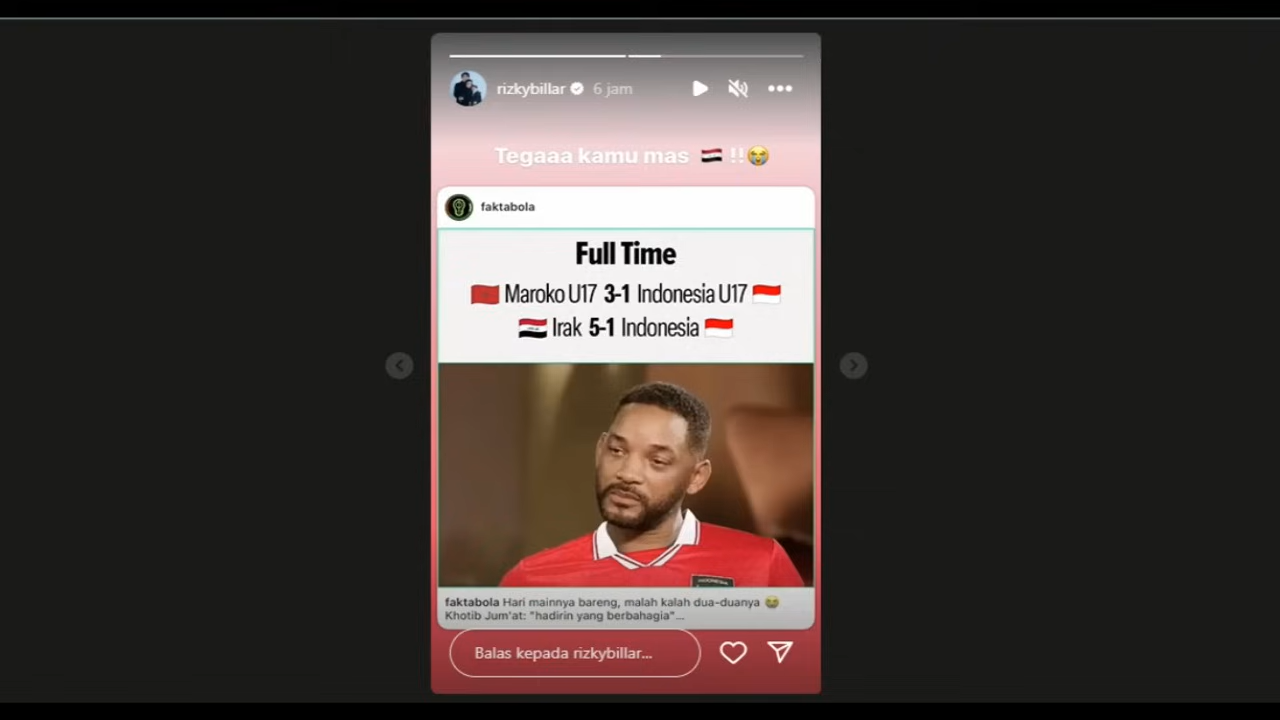 rizkybillar 6 jam
Tegaaa kamu mas 🇮🇶 !!😭
faktabola
Full Time
🇲🇦 Maroko U17 3-1 Indonesia U17 🇮🇩
🇮🇶 Irak 5-1 Indonesia 🇮🇩
INDONESIA
faktabola Hari mainnya bareng, malah kalah dua-duanya 😭
Khotib Jum'at: "hadirin yang berbahagia"...
Balas kepada rizkybillar...